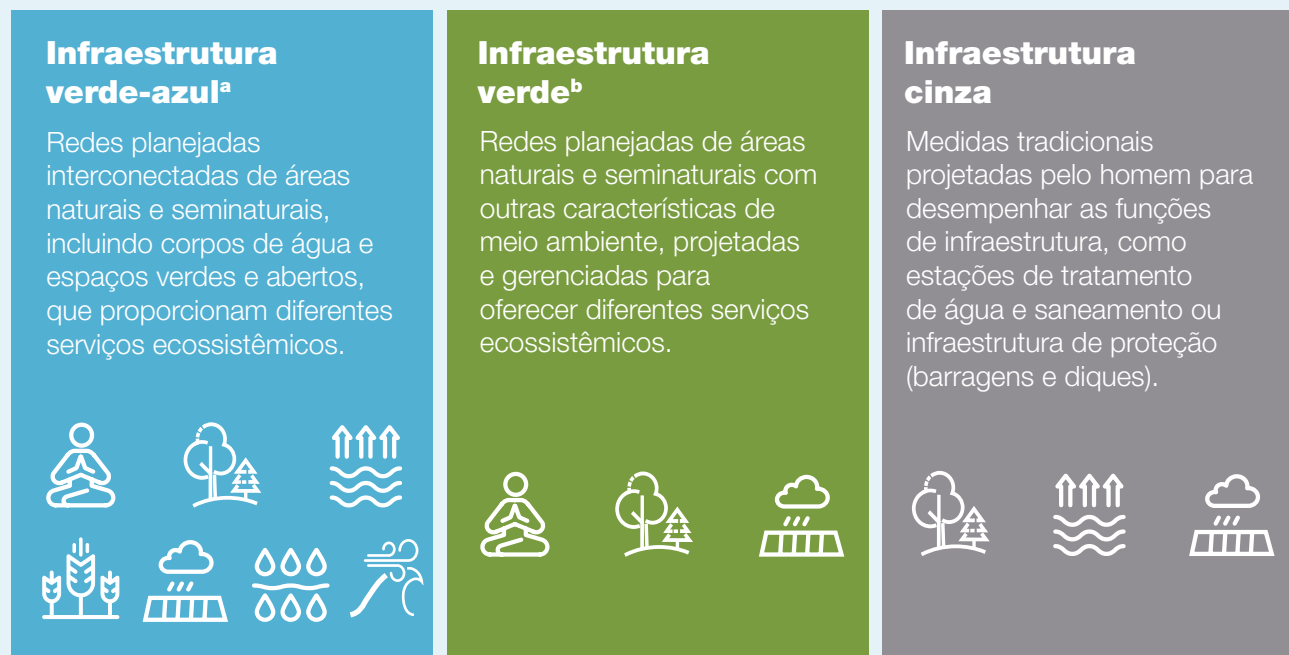 Infraestrutura
verde-azulᵃ
Redes planejadas
interconectadas de áreas
naturais e seminaturais,
incluindo corpos de água e
espaços verdes e abertos,
que proporcionam diferentes
serviços ecossistêmicos.
Infraestrutura
verdeᵇ
Redes planejadas de áreas
naturais e seminaturais com
outras características de
meio ambiente, projetadas
e gerenciadas para
oferecer diferentes serviços
ecossistêmicos.
Infraestrutura
cinza
Medidas tradicionais
projetadas pelo homem para
desempenhar as funções
de infraestrutura, como
estações de tratamento
de água e saneamento ou
infraestrutura de proteção
(barragens e diques).